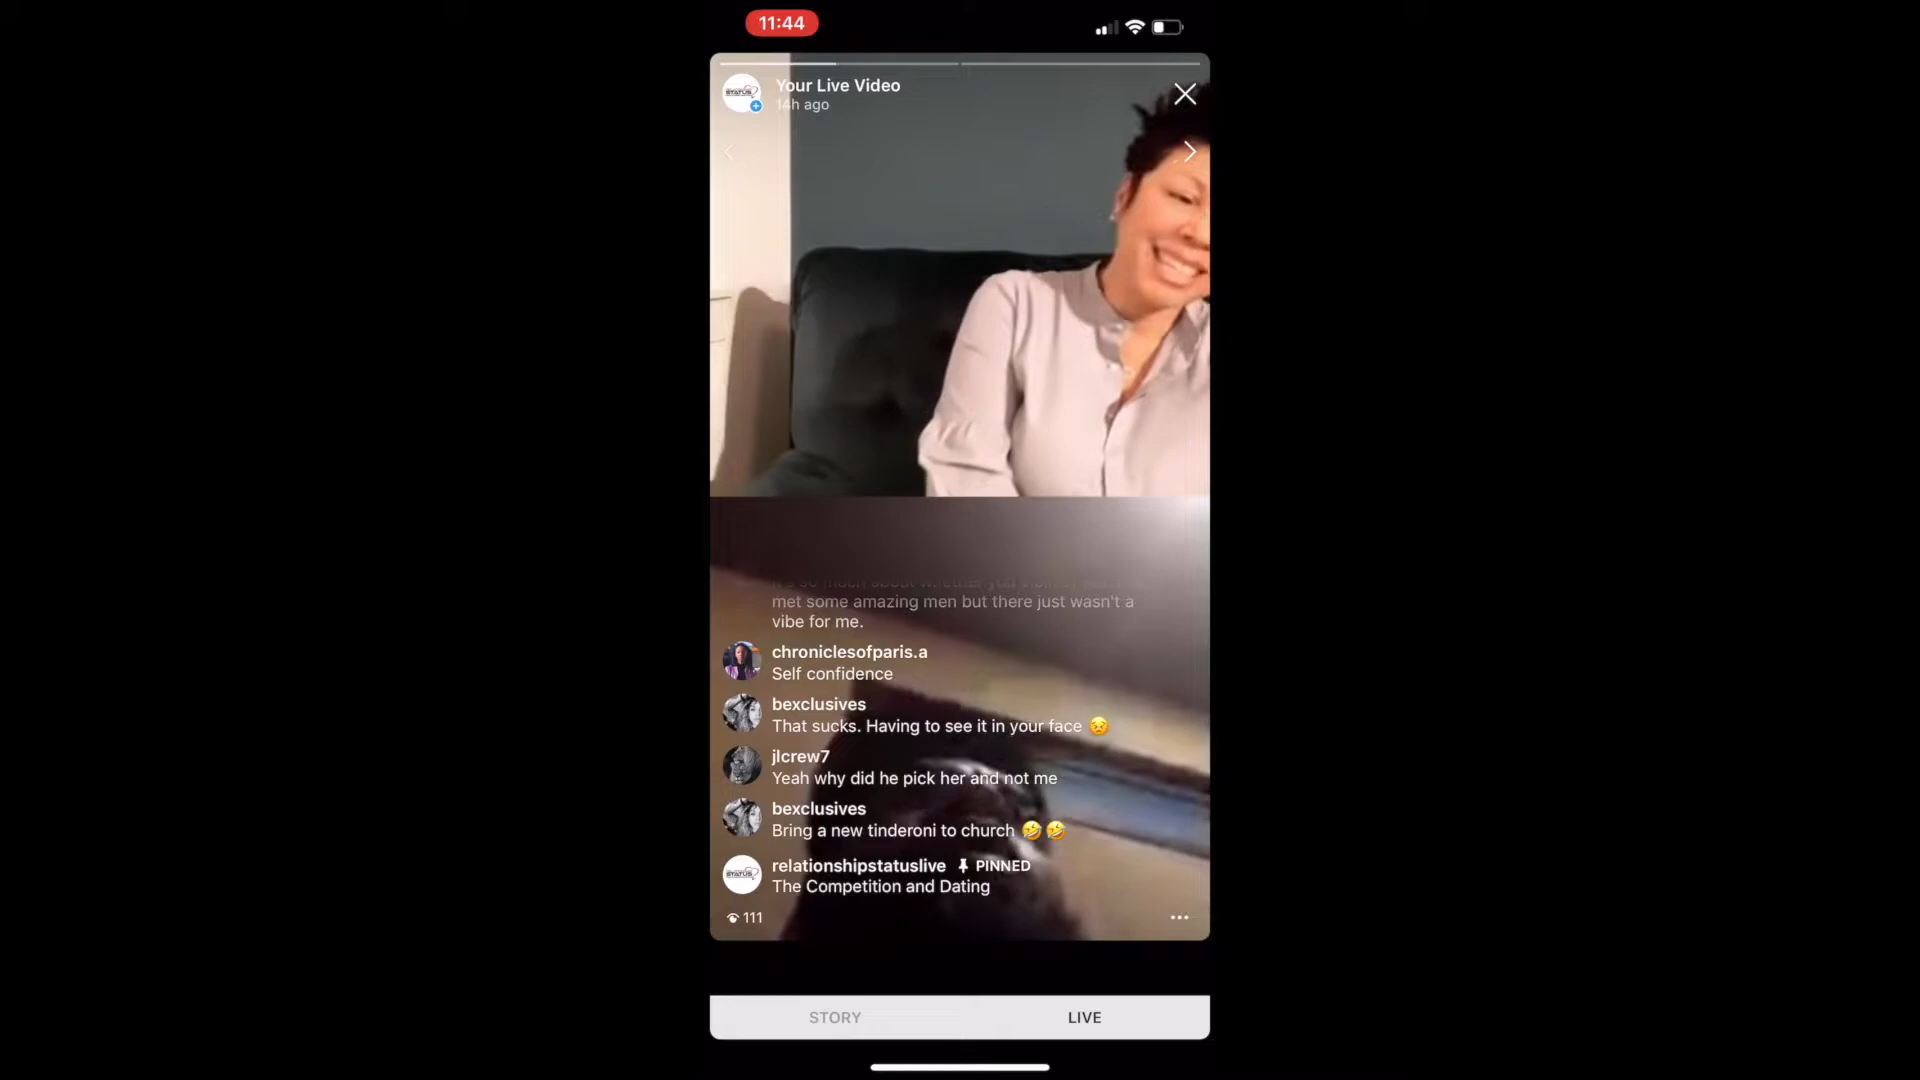 11:44
Your Live Video
14h ago
STATUS
met some amazing men but there just wasn't a
vibe for me.
chroniclesofparis.a
Self confidence
bexclusives
That sucks. Having to see it in your face 😣
jlcrew7
Yeah why did he pick her and not me
bexclusives
Bring a new tinderoni to church 🤣🤣
relationshipstatuslive PINNED
STATUS
The Competition and Dating
111
STORY
LIVE